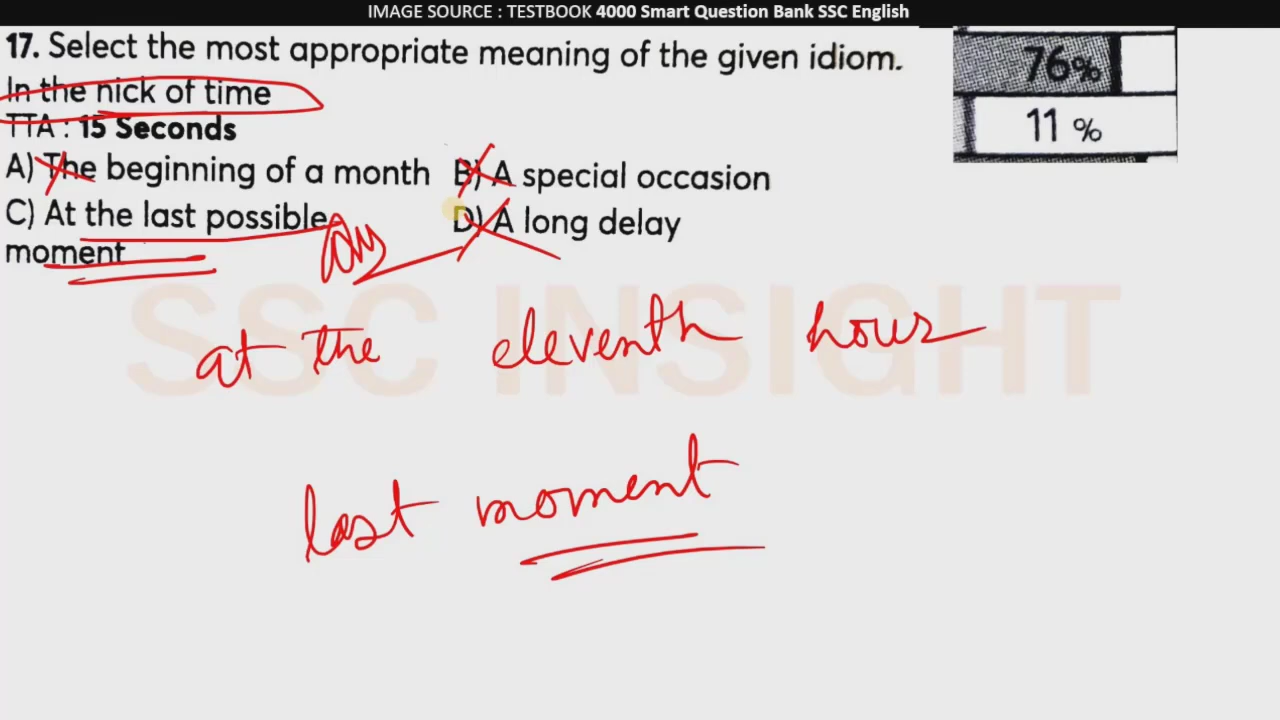 IMAGE SOURCE : TESTBOOK 4000 Smart Question Bank SSC English
17. Select the most appropriate meaning of the given idiom.
In the nick of time
TTA : 15 Seconds
A) The beginning of a month B) A special occasion
C) At the last possible D) A long delay
moment
76%
11 %
SSC INSIGHT
at the eleventh hour
last moment